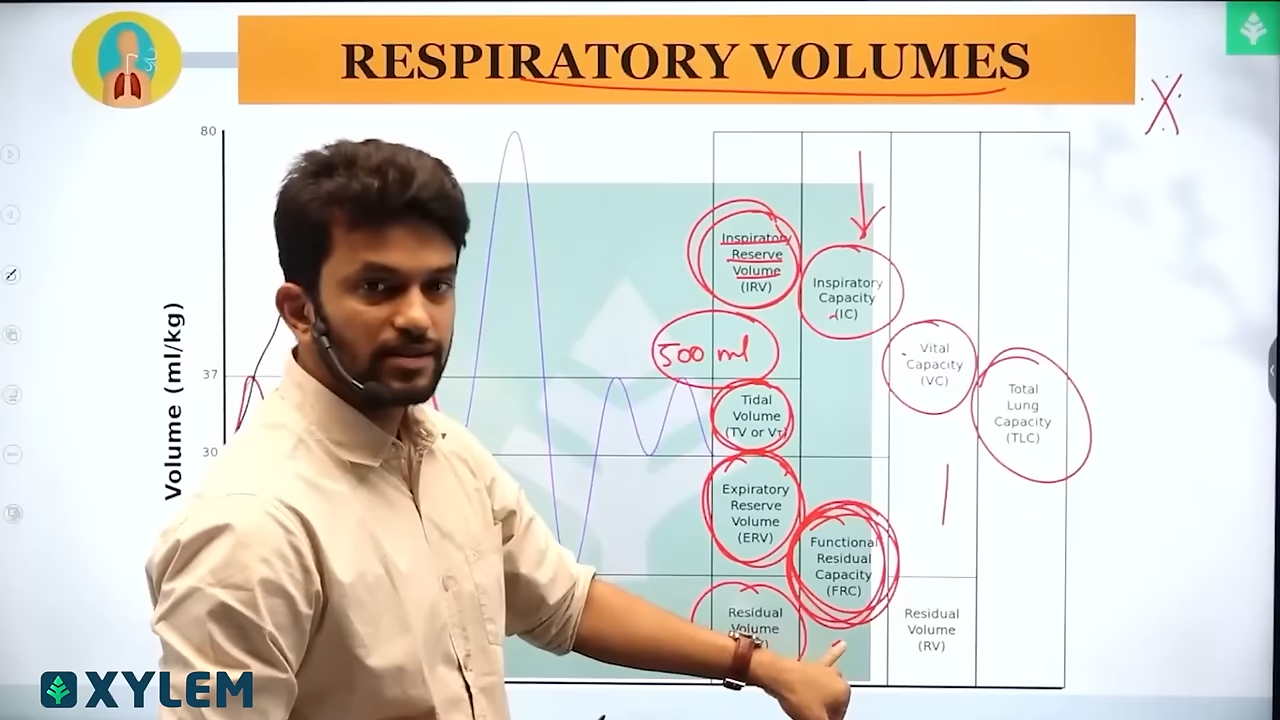 RESPIRATORY VOLUMES
80
37
30
Volume (ml/kg)
Inspiratory
Reserve
Volume
(IRV)
500 ml
Tidal
Volume
(TV or VT)
Expiratory
Reserve
Volume
(ERV)
Residual
Volume
Inspiratory
Capacity
(IC)
Functional
Residual
Capacity
(FRC)
Vital
Capacity
(VC)
Residual
Volume
(RV)
Total
Lung
Capacity
(TLC)
X
XYLEM